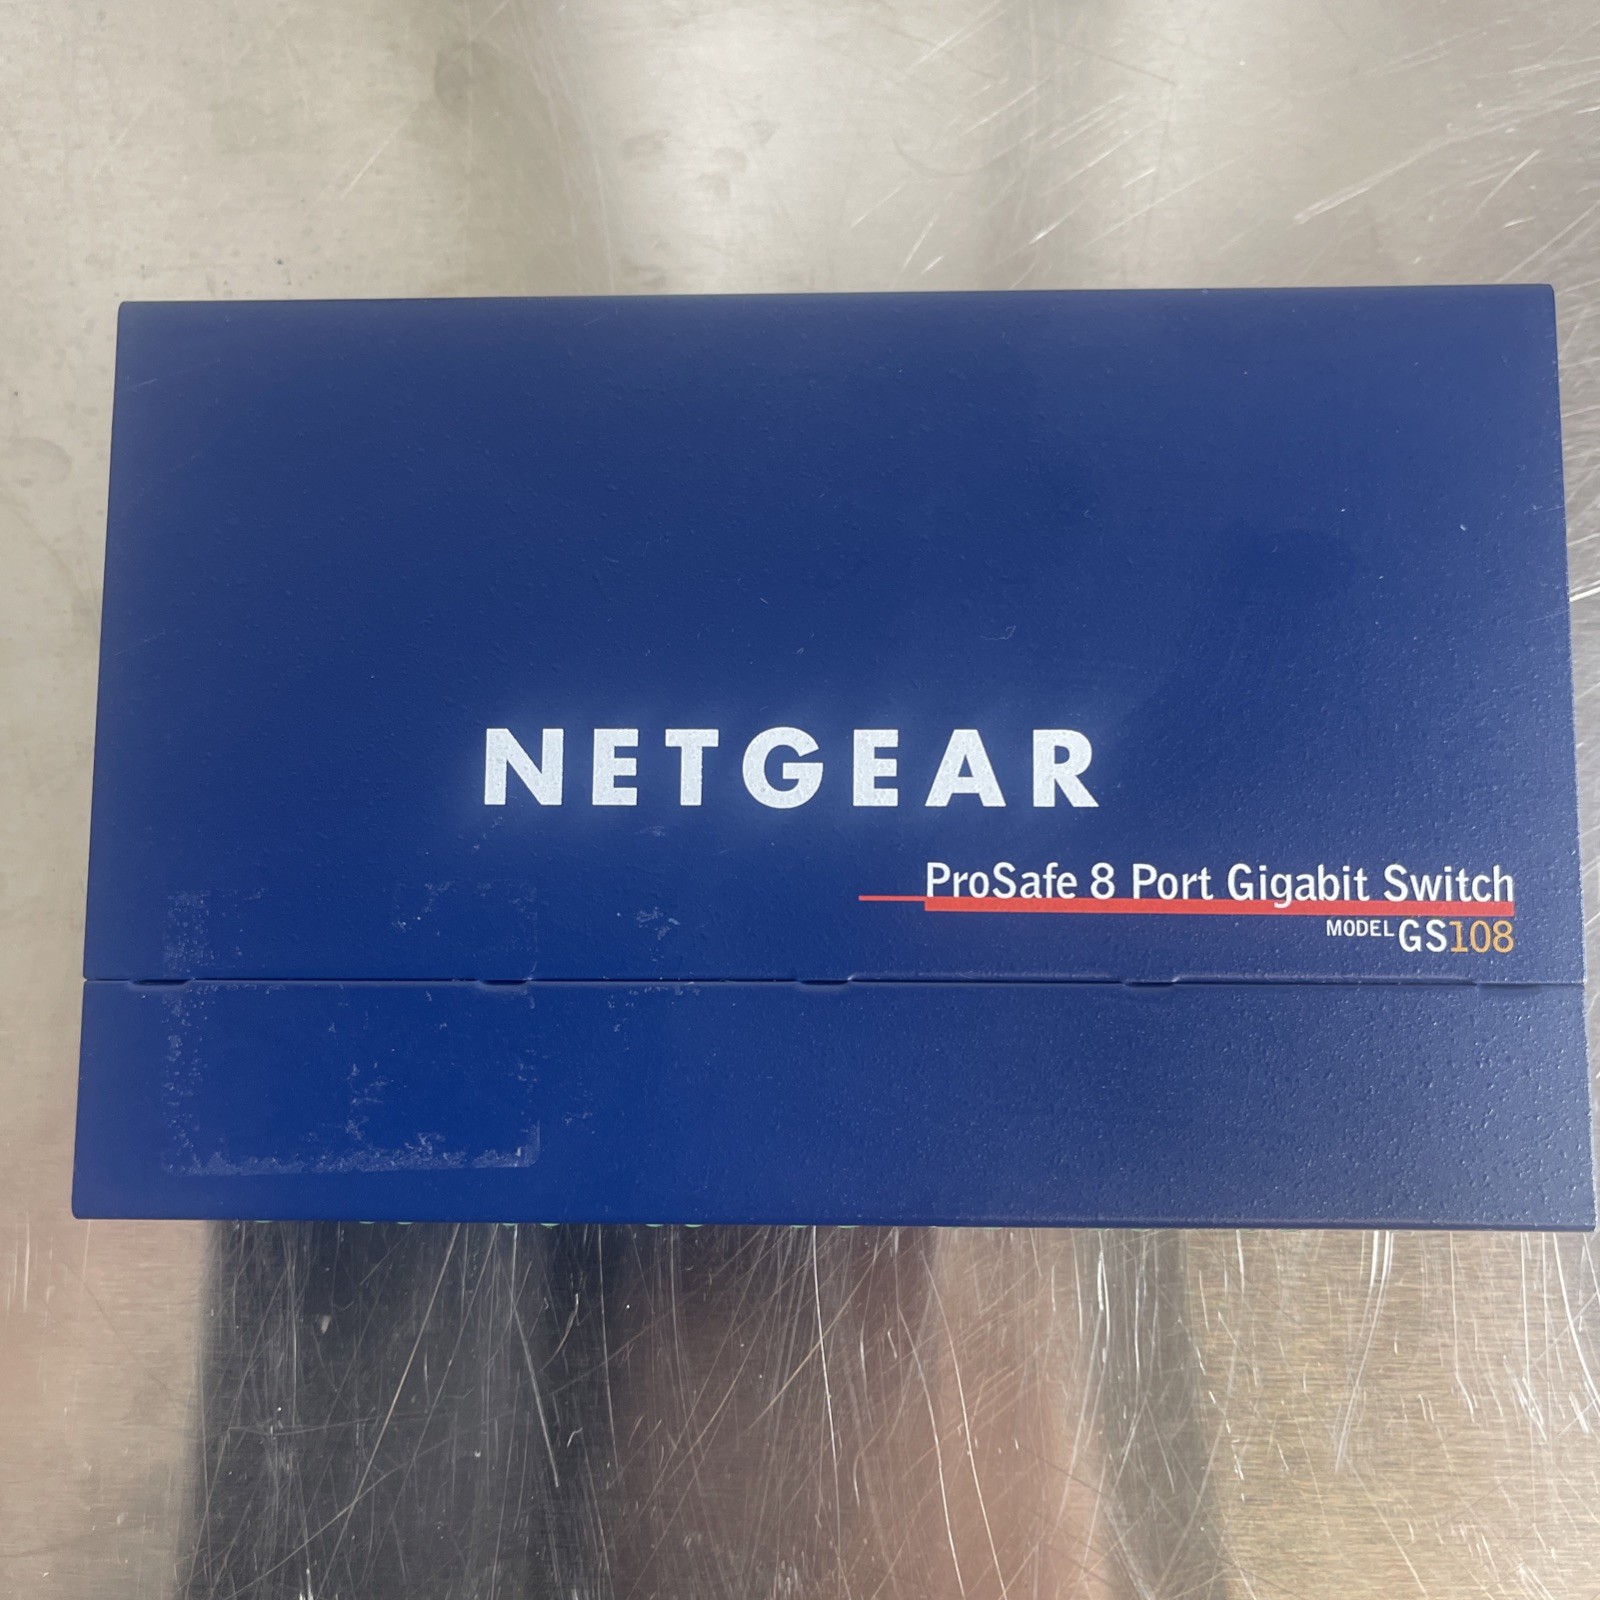 NETGEAR
ProSafe 8 Port Gigabit Switch
MODEL GS108